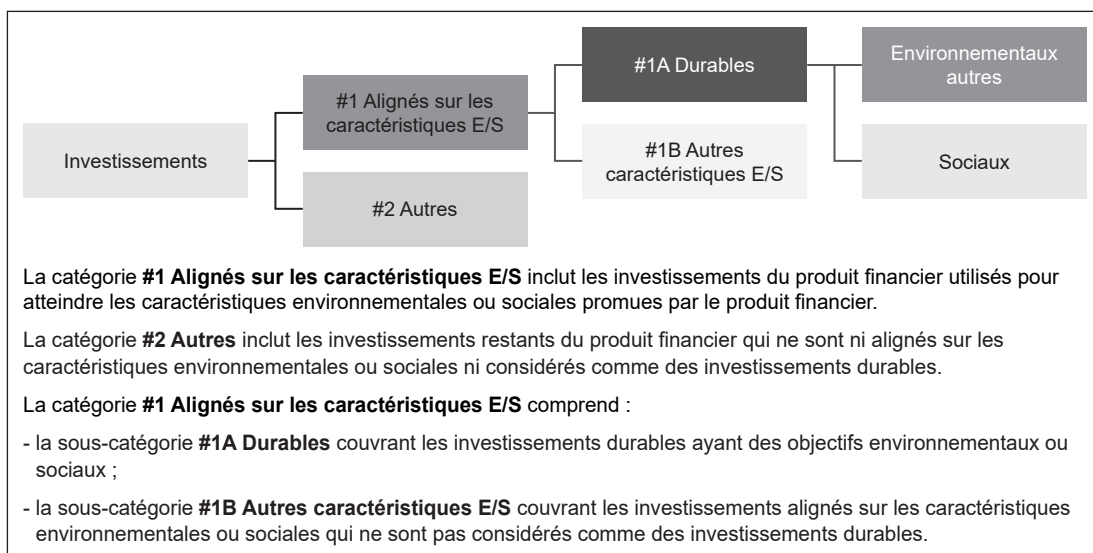 Investissements
#1 Alignés sur les
caractéristiques E/S
#2 Autres
#1A Durables
#1B Autres
caractéristiques E/S
Environnementaux
autres
Sociaux
La catégorie #1 Alignés sur les caractéristiques E/S inclut les investissements du produit financier utilisés pour
atteindre les caractéristiques environnementales ou sociales promues par le produit financier.
La catégorie #2 Autres inclut les investissements restants du produit financier qui ne sont ni alignés sur les
caractéristiques environnementales ou sociales ni considérés comme des investissements durables.
La catégorie #1 Alignés sur les caractéristiques E/S comprend :
- la sous-catégorie #1A Durables couvrant les investissements durables ayant des objectifs environnementaux ou
sociaux ;
- la sous-catégorie #1B Autres caractéristiques E/S couvrant les investissements alignés sur les caractéristiques
environnementales ou sociales qui ne sont pas considérés comme des investissements durables.